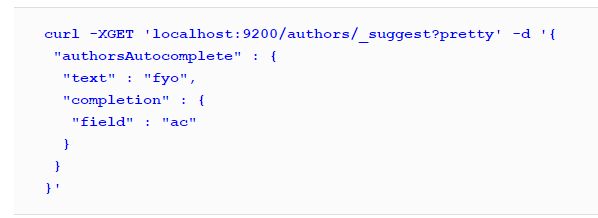 curl -XGET 'localhost:9200/authors/_suggest?pretty' -d '{
 "authorsAutocomplete" : {
  "text" : "fyo",
  "completion" : {
   "field" : "ac"
  }
 }
}'